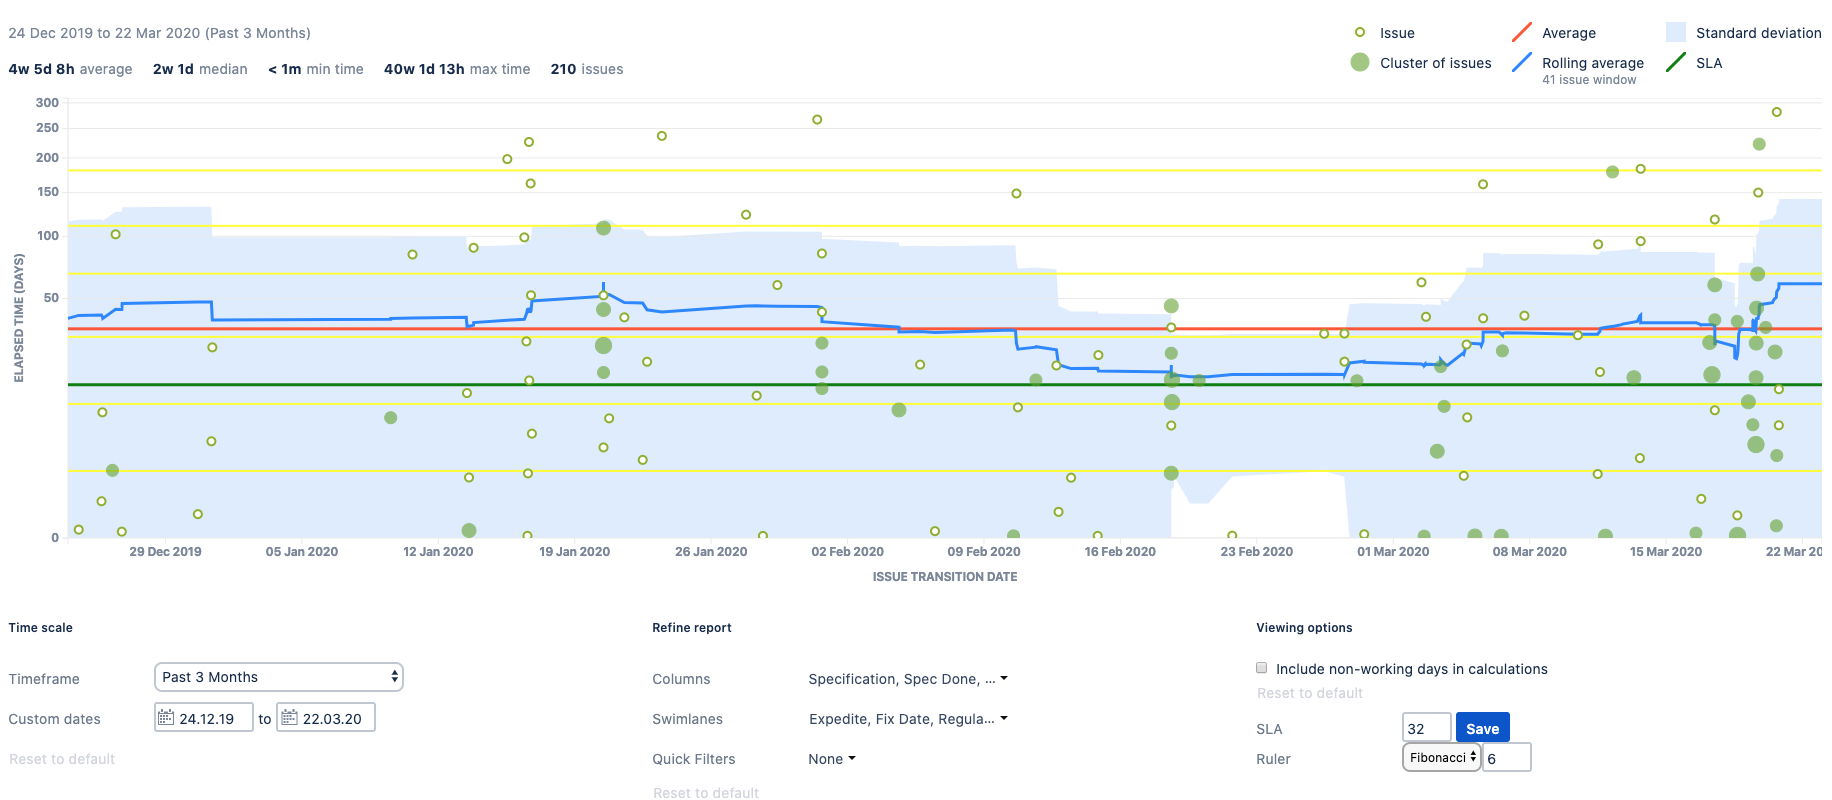 24 Dec 2019 to 22 Mar 2020 (Past 3 Months)
4w 5d 8h average 2w 1d median < 1m min time 40w 1d 13h max time 210 issues
Issue Average Standard deviation
Cluster of issues Rolling average SLA
41 issue window
300
250
200
150
100
50
0
ELAPSED TIME (DAYS)
29 Dec 2019 05 Jan 2020 12 Jan 2020 19 Jan 2020 26 Jan 2020 02 Feb 2020 09 Feb 2020 16 Feb 2020 23 Feb 2020 01 Mar 2020 08 Mar 2020 15 Mar 2020 22 Mar 20
ISSUE TRANSITION DATE
Time scale
Timeframe Past 3 Months
Custom dates 24.12.19 to 22.03.20
Reset to default
Refine report
Columns Specification, Spec Done, ...
Swimlanes Expedite, Fix Date, Regula...
Quick Filters None
Reset to default
Viewing options
Include non-working days in calculations
Reset to default
SLA 32 Save
Ruler Fibonacci 6